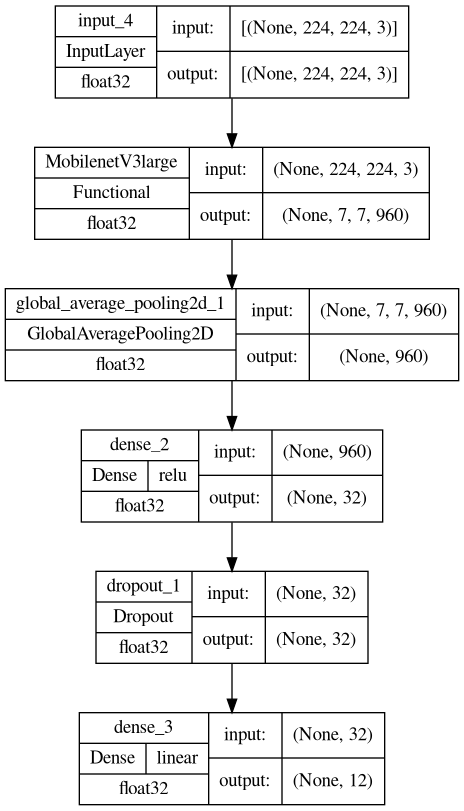 input_4
InputLayer
float32
input:
[(None, 224, 224, 3)]
output:
[(None, 224, 224, 3)]
MobilenetV3large
Functional
float32
input:
(None, 224, 224, 3)
output:
(None, 7, 7, 960)
global_average_pooling2d_1
GlobalAveragePooling2D
float32
input:
(None, 7, 7, 960)
output:
(None, 960)
dense_2
Dense relu
float32
input:
(None, 960)
output:
(None, 32)
dropout_1
Dropout
float32
input:
(None, 32)
output:
(None, 32)
dense_3
Dense linear
float32
input:
(None, 32)
output:
(None, 12)